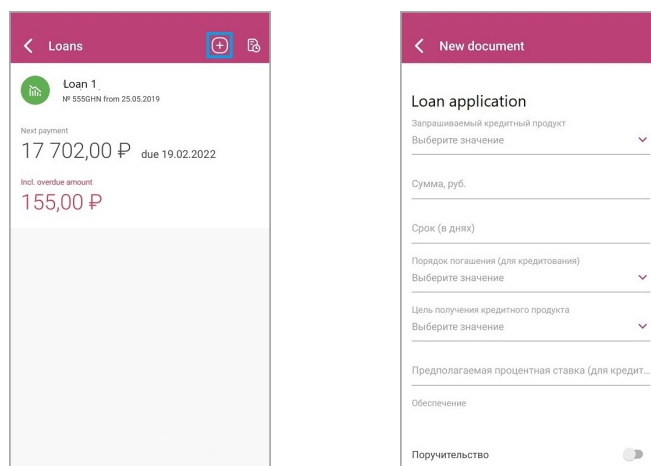 Loans
Loan 1
№ 555GHN from 25.05.2019
Next payment
17 702,00 ₽ due 19.02.2022
Incl. overdue amount
155,00 ₽
New document
Loan application
Запрашиваемый кредитный продукт
Выберите значение
Сумма, руб.
Срок (в днях)
Порядок погашения (для кредитования)
Выберите значение
Цель получения кредитного продукта
Выберите значение
Предполагаемая процентная ставка (для кредит...
Обеспечение
Поручительство